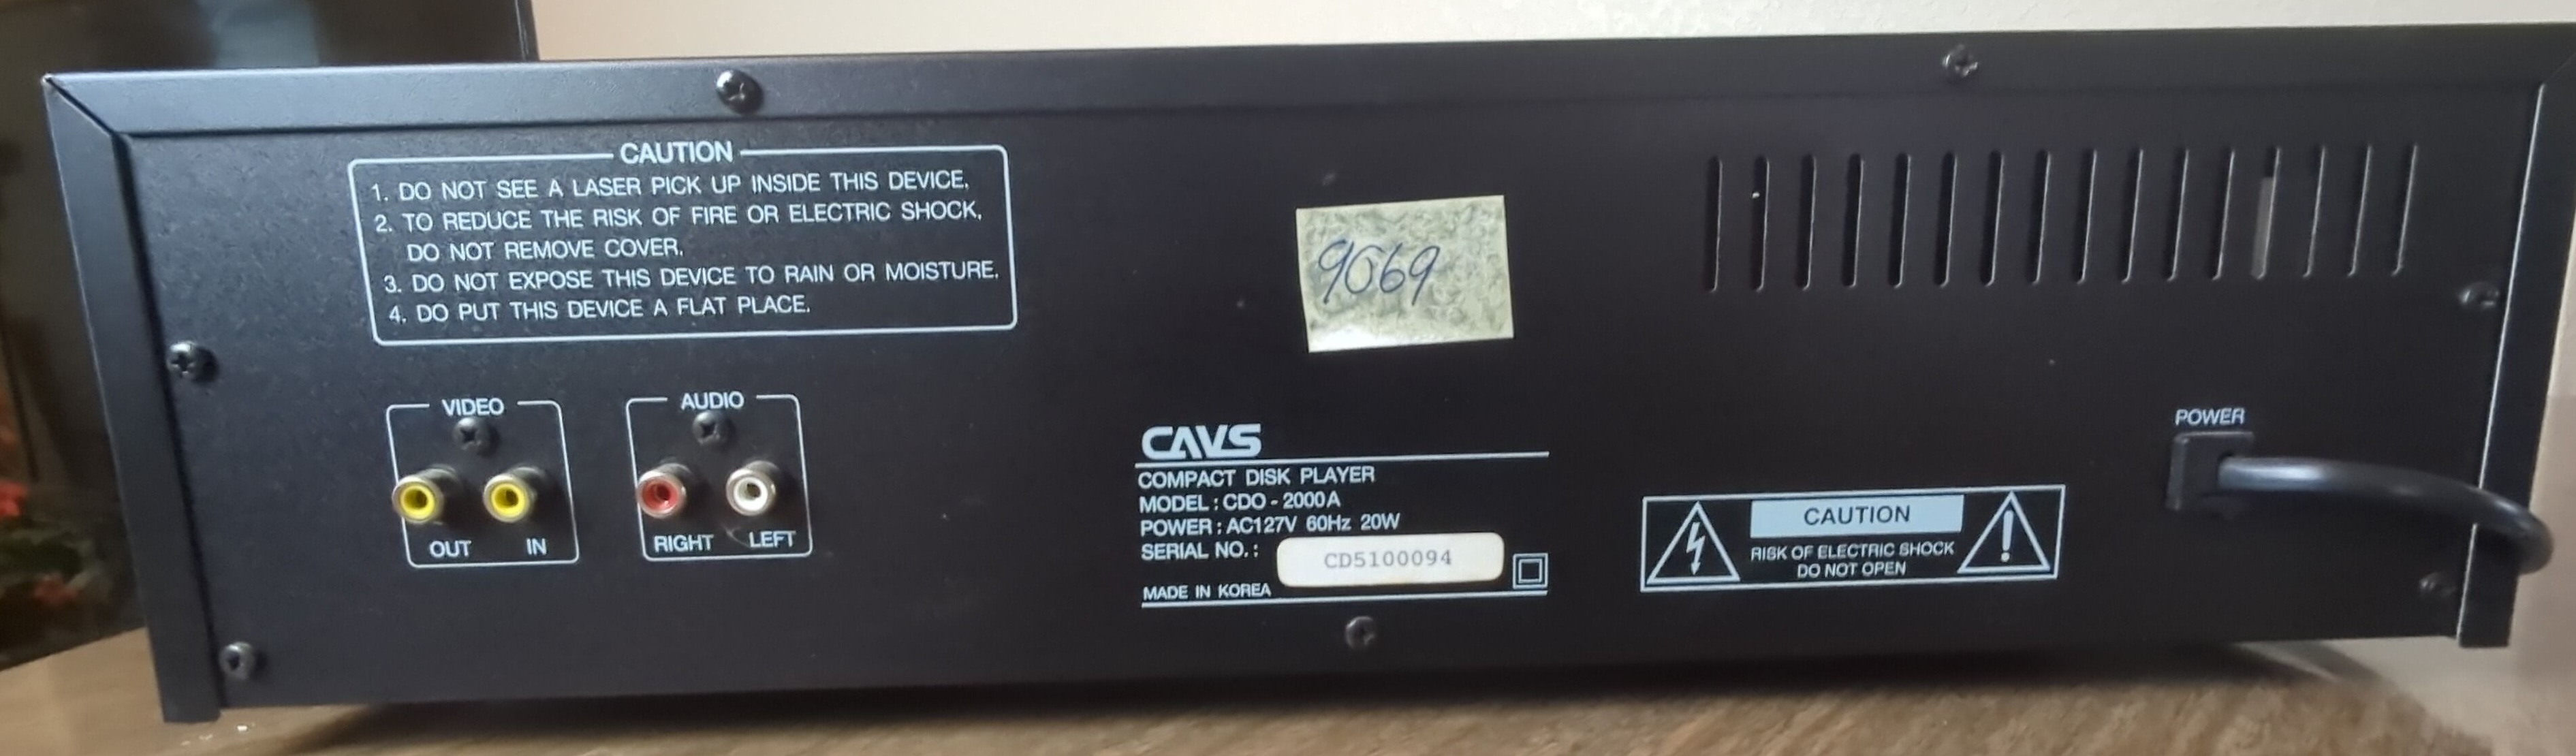 CAUTION
1. DO NOT SEE A LASER PICK UP INSIDE THIS DEVICE.
2. TO REDUCE THE RISK OF FIRE OR ELECTRIC SHOCK,
DO NOT REMOVE COVER.
3. DO NOT EXPOSE THIS DEVICE TO RAIN OR MOISTURE.
4. DO PUT THIS DEVICE A FLAT PLACE.
9069
VIDEO
OUT IN
AUDIO
RIGHT LEFT
CAVS
COMPACT DISK PLAYER
MODEL : CDO - 2000A
POWER : AC127V 60Hz 20W
SERIAL NO. : CD5100094
MADE IN KOREA
CAUTION
RISK OF ELECTRIC SHOCK
DO NOT OPEN
POWER